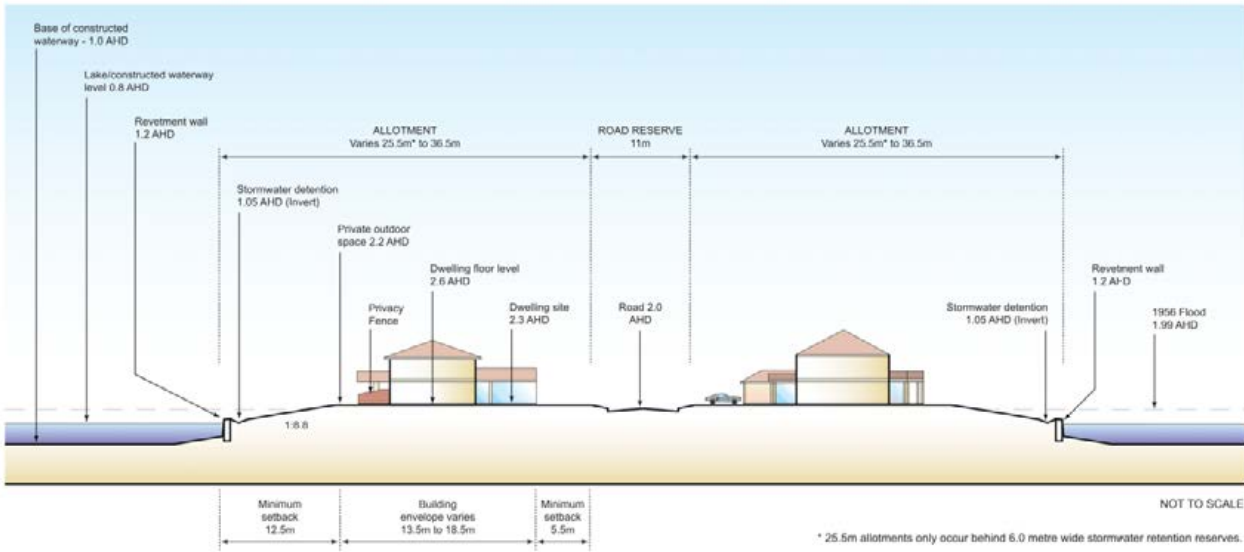 Base of constructed
waterway - 1.0 AHD
Lake/constructed waterway
level 0.8 AHD
Revetment wall
1.2 AHD
ALLOTMENT
Varies 25.5m* to 36.5m
ROAD RESERVE
11m
ALLOTMENT
Varies 25.5m* to 36.5m
Stormwater detention
1.05 AHD (Invert)
Private outdoor
space 2.2 AHD
Dwelling floor level
2.6 AHD
Privacy
Fence
Dwelling site
2.3 AHD
Road 2.0
AHD
Stormwater detention
1.05 AHD (Invert)
Revetment wall
1.2 AHD
1956 Flood
1.99 AHD
1:8.8
Minimum
setback
12.5m
Building
envelope varies
13.5m to 18.5m
Minimum
setback
5.5m
NOT TO SCALE
* 25.5m allotments only occur behind 6.0 metre wide stormwater retention reserves.